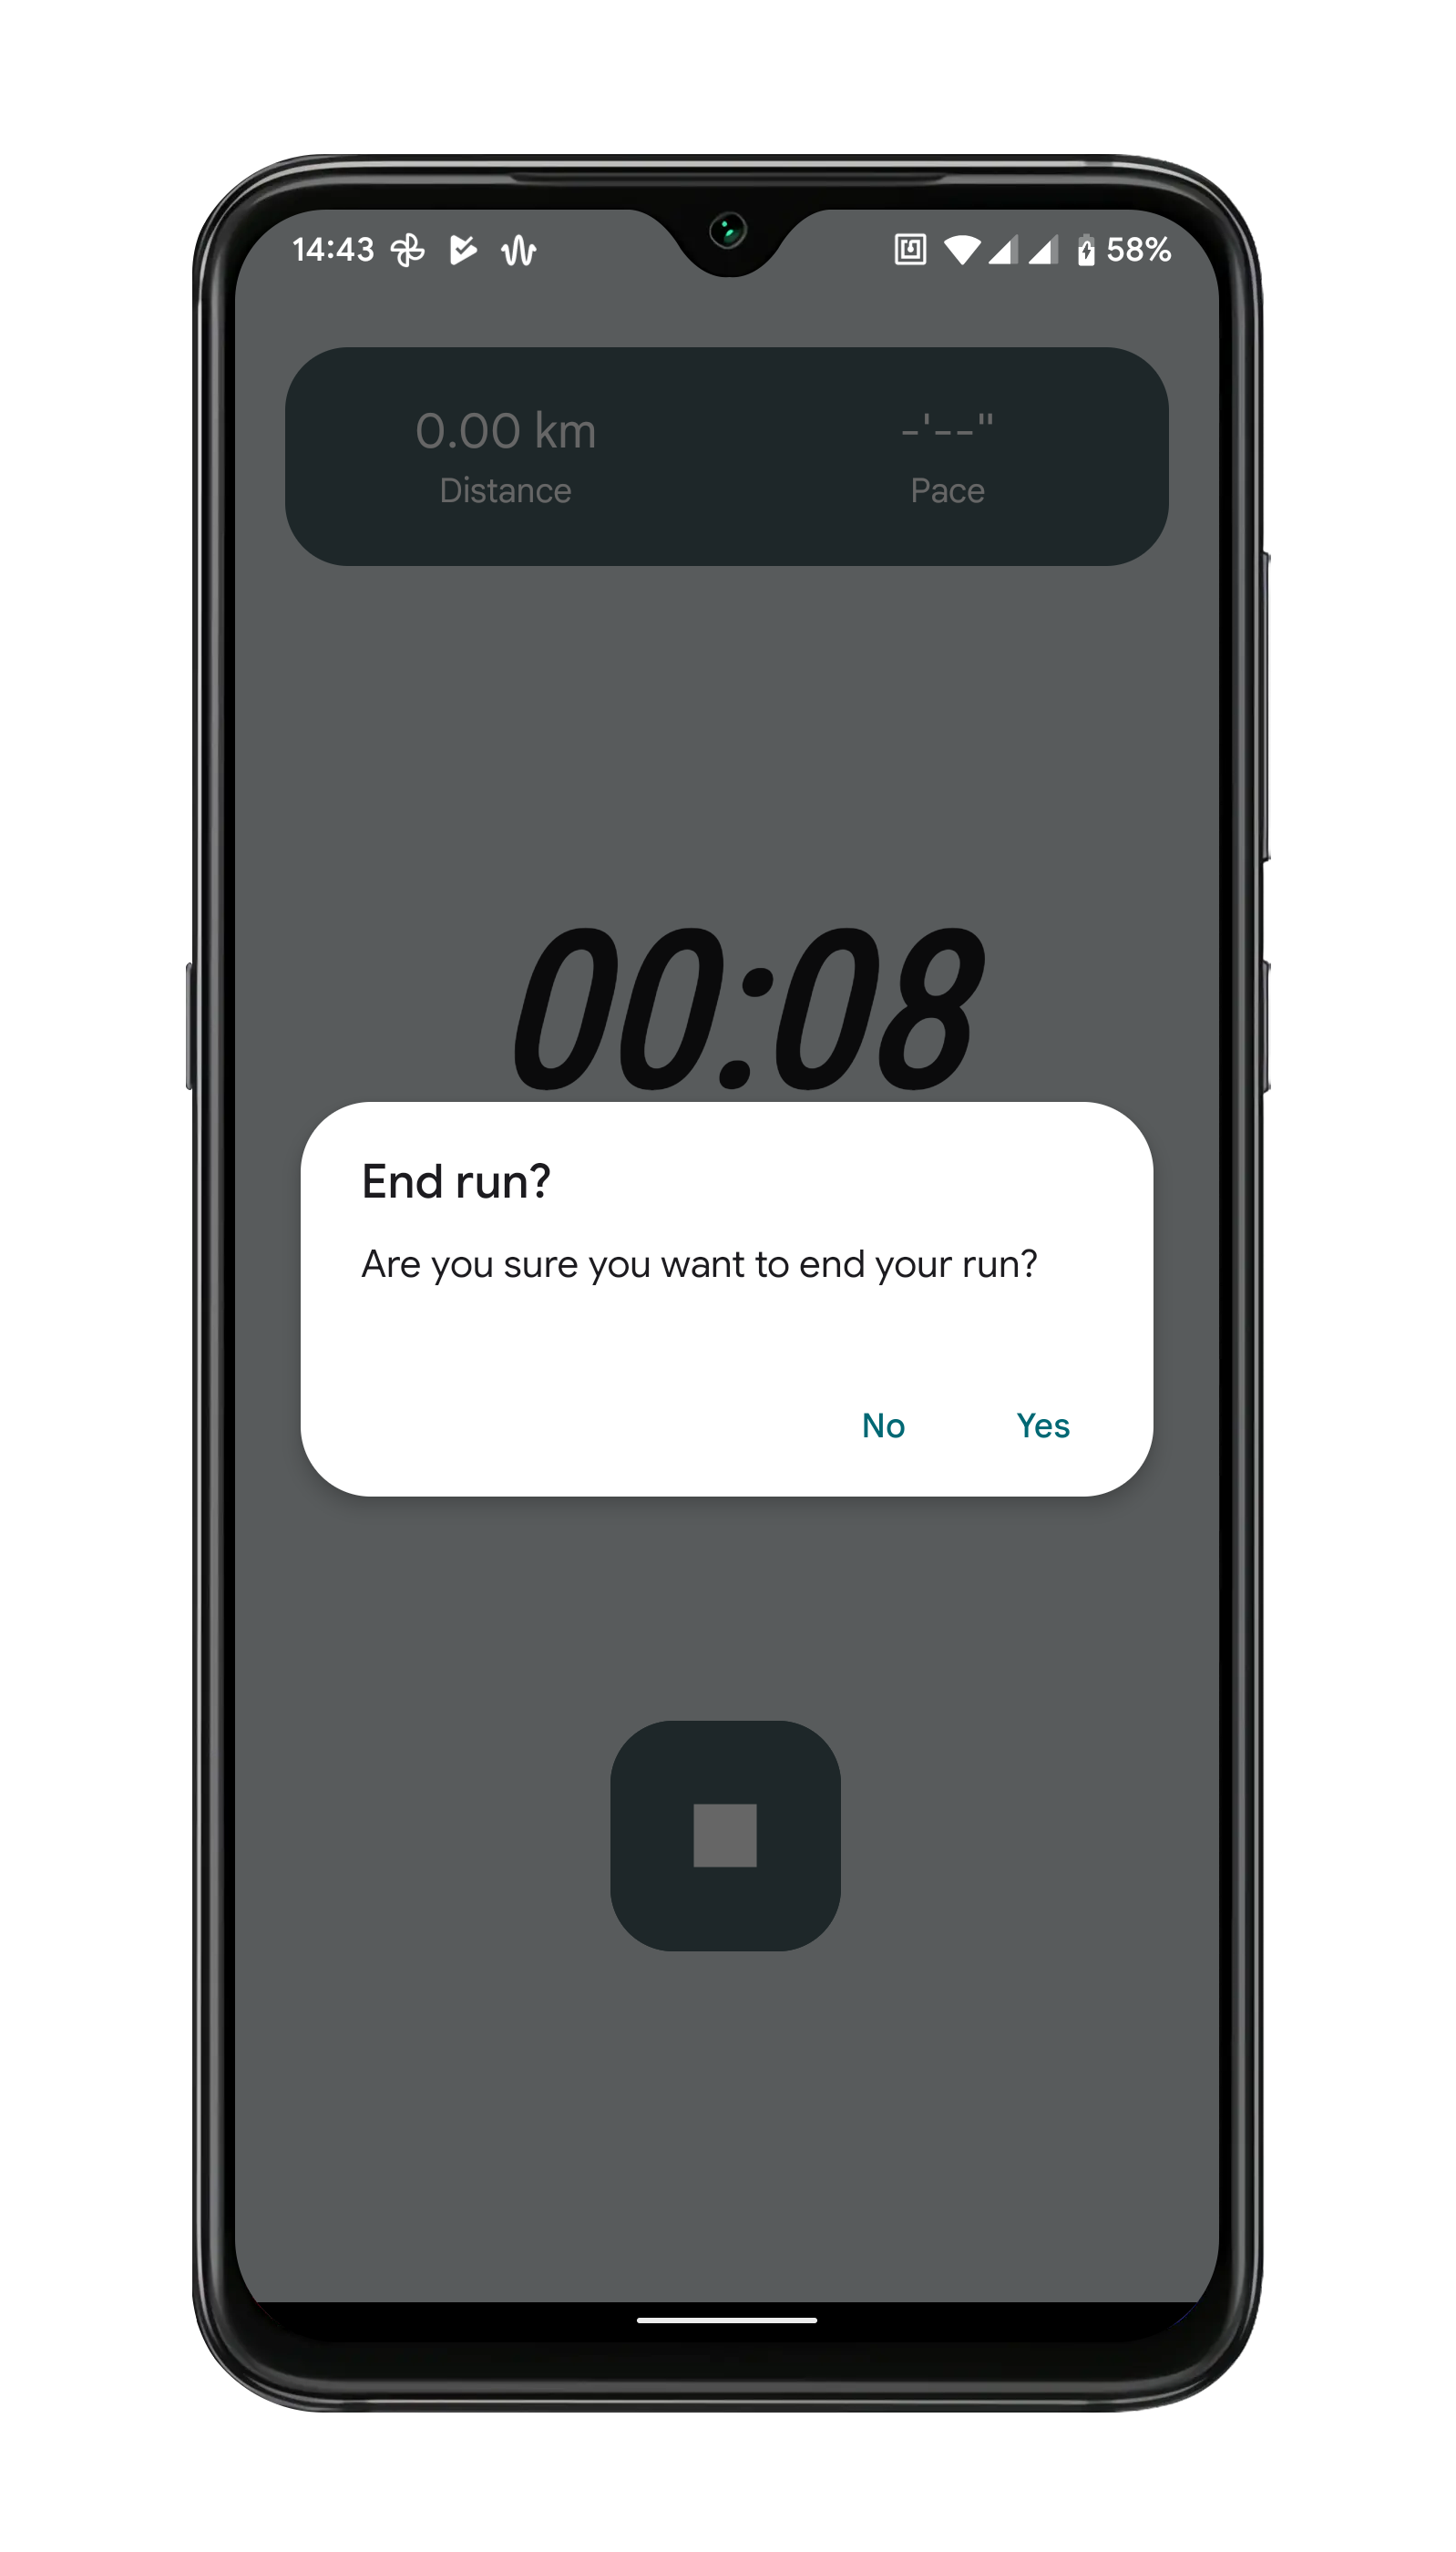 14:43 58%
0.00 km -'--"
Distance Pace
00:08
End run?
Are you sure you want to end your run?
No Yes